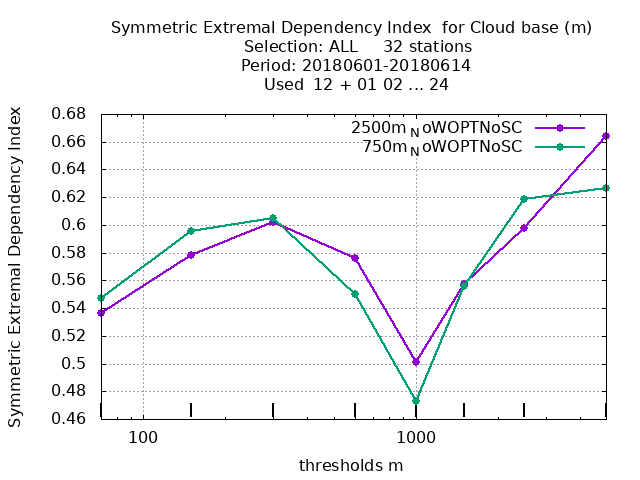 Symmetric Extremal Dependency Index  for Cloud base (m)
Selection: ALL     32 stations
Period: 20180601-20180614
Used  12 + 01 02 ... 24
Symmetric Extremal Dependency Index
0.68
0.66
0.64
0.62
0.6
0.58
0.56
0.54
0.52
0.5
0.48
0.46
2500m_NoWOPTNoSC
750m_NoWOPTNoSC
100
1000
thresholds m